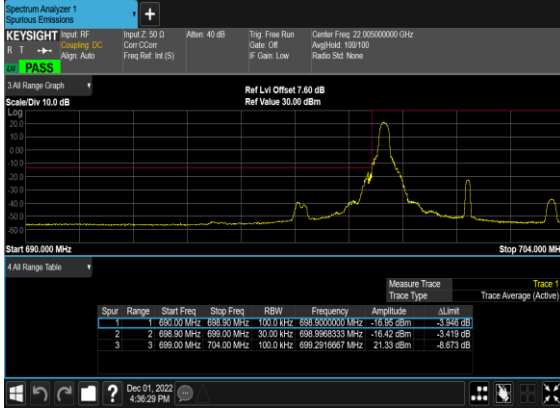 Spectrum Analyzer 1
Spurious Emissions
+
KEYSIGHT Input: RF Input Z: 50 Ω Atten: 40 dB Trig: Free Run Center Freq: 22.005000000 GHz
R T Coupling: DC Corr CCorr Gate: Off Avg|Hold: 100/100
Align: Auto Freq Ref: Int (S) IF Gain: Low Radio Std: None
LXI PASS
3.All Range Graph
Ref Lvl Offset 7.60 dB
Scale/Div 10.0 dB Ref Value 30.00 dBm
Log
20.0
10.0
0.00
-10.0
-20.0
-30.0
-40.0
-50.0
-60.0
Start 690.000 MHz Stop 704.000 MH
4.All Range Table
Measure Trace Trace 1
Trace Type Trace Average (Active)
Spur Range Start Freq Stop Freq RBW Frequency Amplitude ΔLimit
1 1 690.00 MHz 698.90 MHz 100.0 kHz 698.9000000 MHz -16.95 dBm -3.946 dB
2 2 698.90 MHz 699.00 MHz 30.00 kHz 698.9968333 MHz -16.42 dBm -3.419 dB
3 3 699.00 MHz 704.00 MHz 100.0 kHz 699.2916667 MHz 21.33 dBm -8.673 dB
? Dec 01, 2022
4:36:29 PM